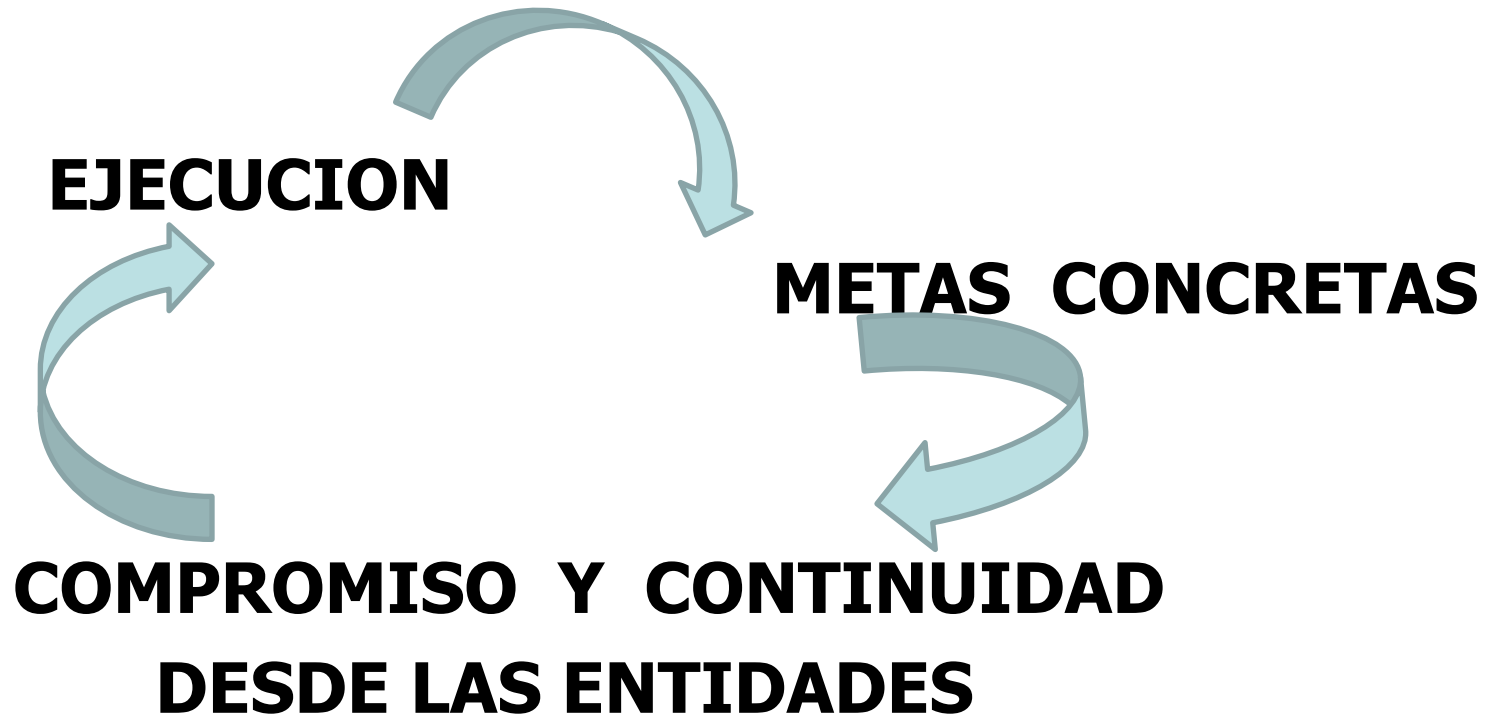 EJECUCION
METAS CONCRETAS
COMPROMISO Y CONTINUIDAD
DESDE LAS ENTIDADES